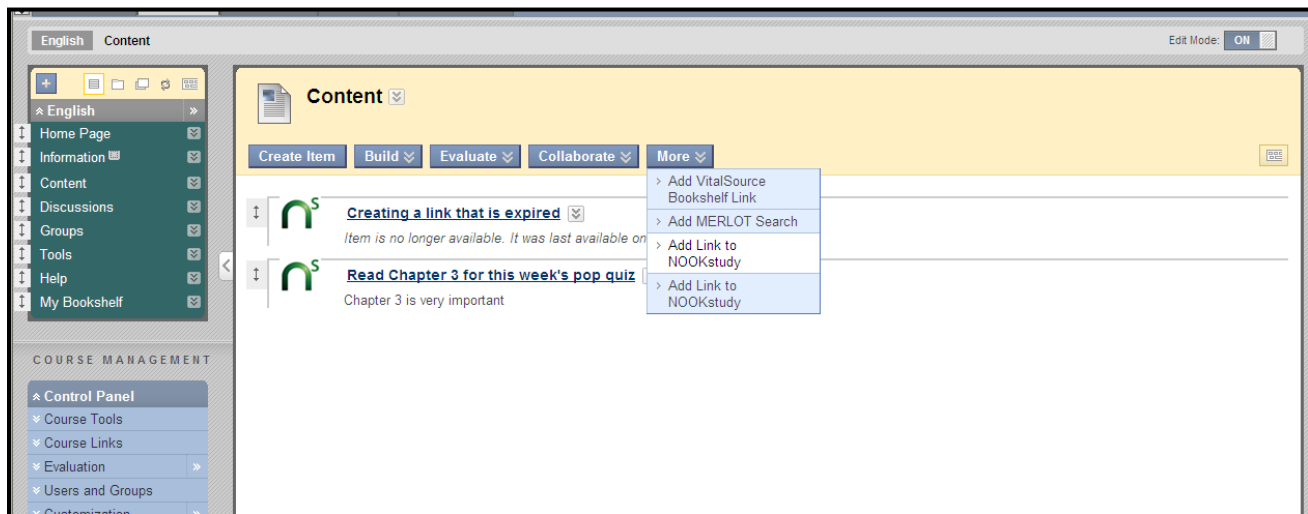 English Content Edit Mode: ON
English
Home Page
Information
Content
Discussions
Groups
Tools
Help
My Bookshelf
COURSE MANAGEMENT
Control Panel
Course Tools
Course Links
Evaluation
Users and Groups
Customization
Content
Create Item Build Evaluate Collaborate More
Add VitalSource
Bookshelf Link
Add MERLOT Search
Add Link to
NOOKstudy
Add Link to
NOOKstudy
nS Creating a link that is expired
Item is no longer available. It was last available on
nS Read Chapter 3 for this week's pop quiz
Chapter 3 is very important